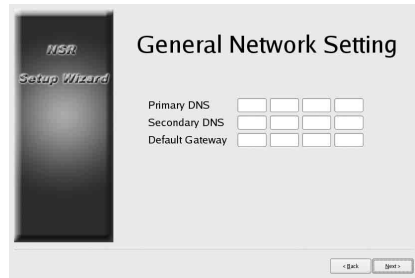 NSR
Setup Wizard
General Network Setting
Primary DNS
Secondary DNS
Default Gateway
< Back
Next >